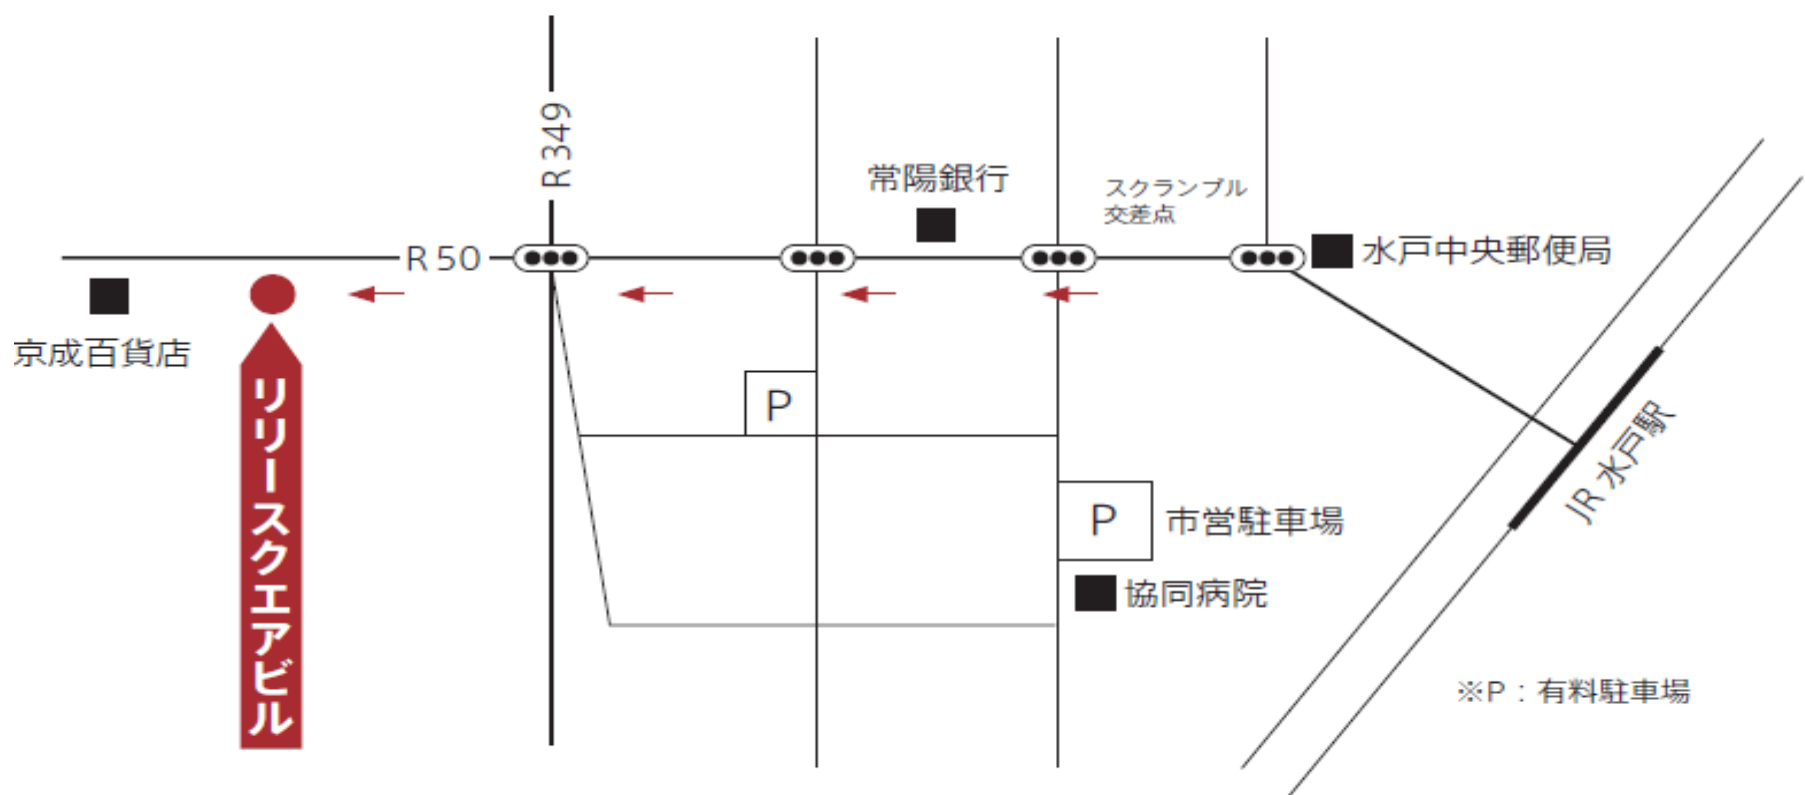 R 349
常陽銀行
スクランブル
交差点
R 50
水戸中央郵便局
京成百貨店
リリースクエアビル
P
JR 水戸駅
P
市営駐車場
協同病院
※P：有料駐車場